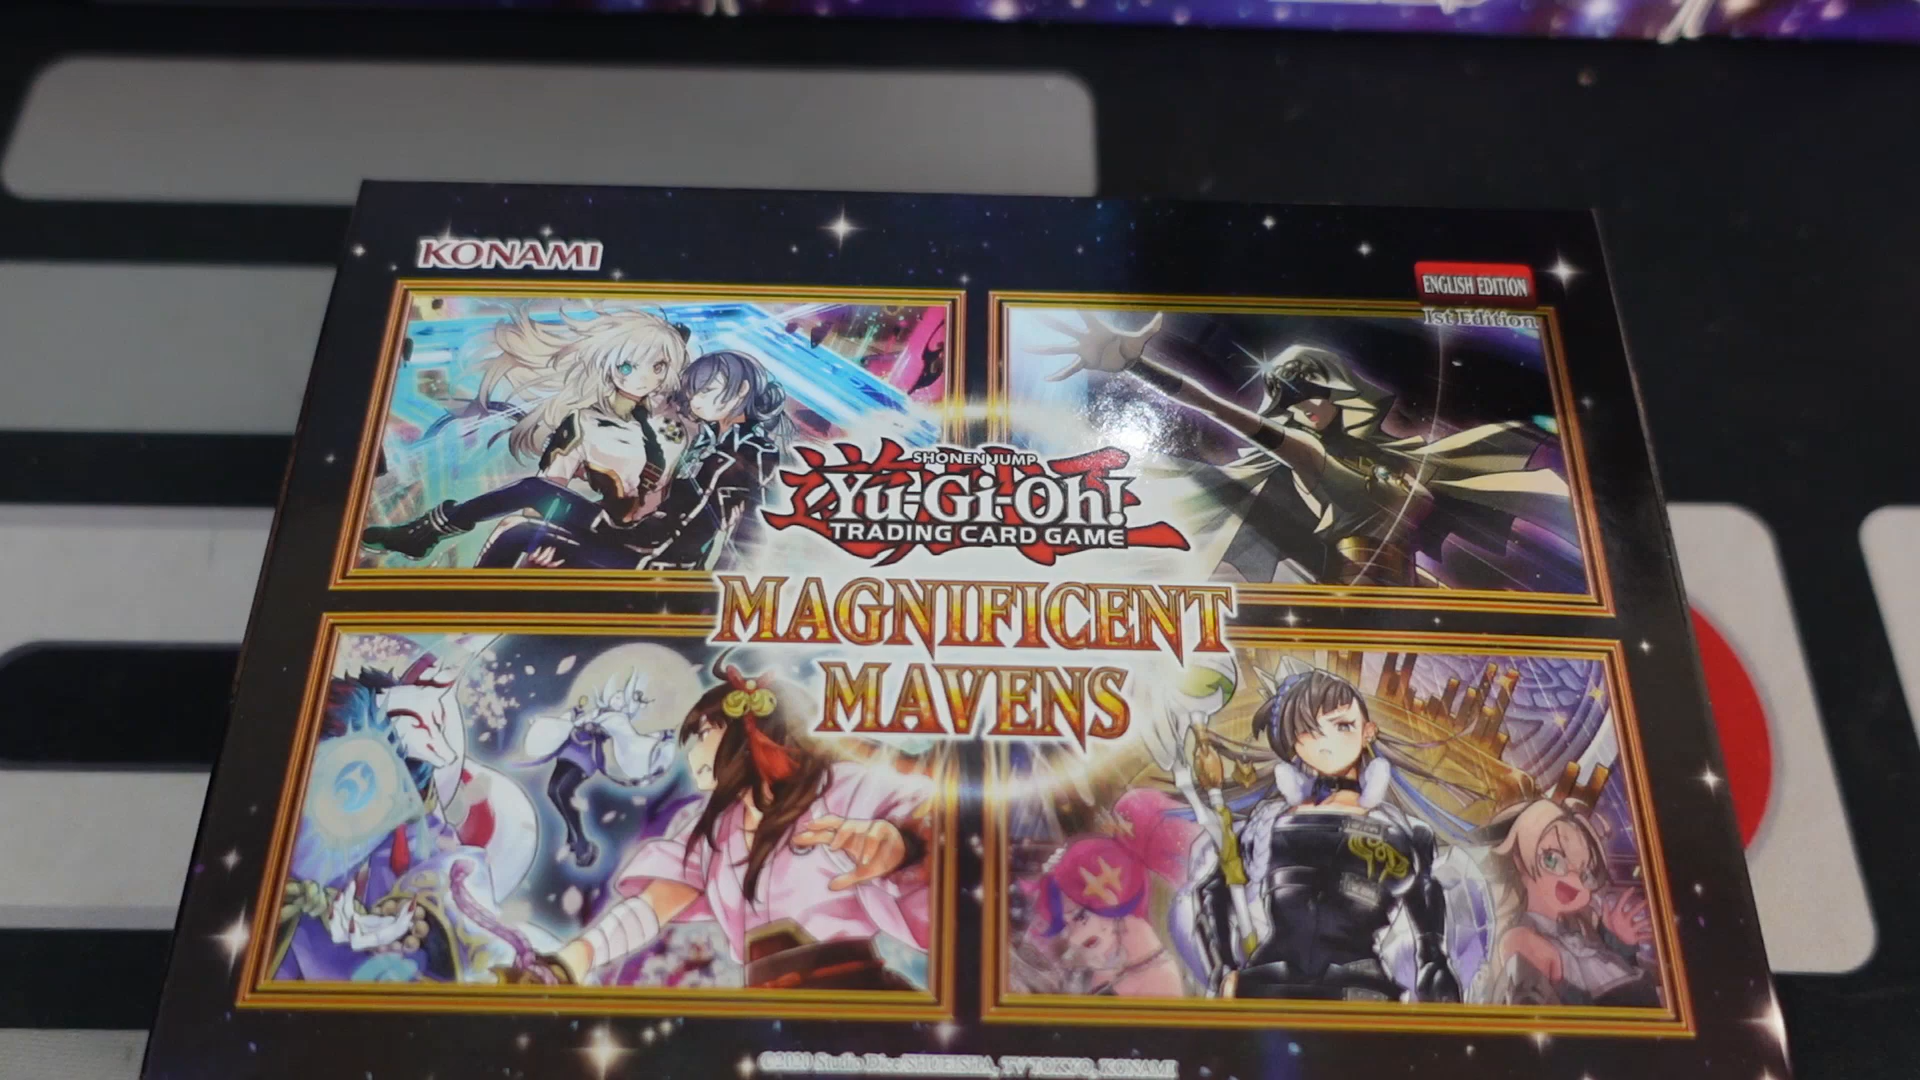 KONAMI
ENGLISH EDITION
1st Edition
SHONEN JUMP
Yu-Gi-Oh!
TRADING CARD GAME
MAGNIFICENT
MAVENS
©2020 Studio Dice/SHUEISHA, TV TOKYO, KONAMI